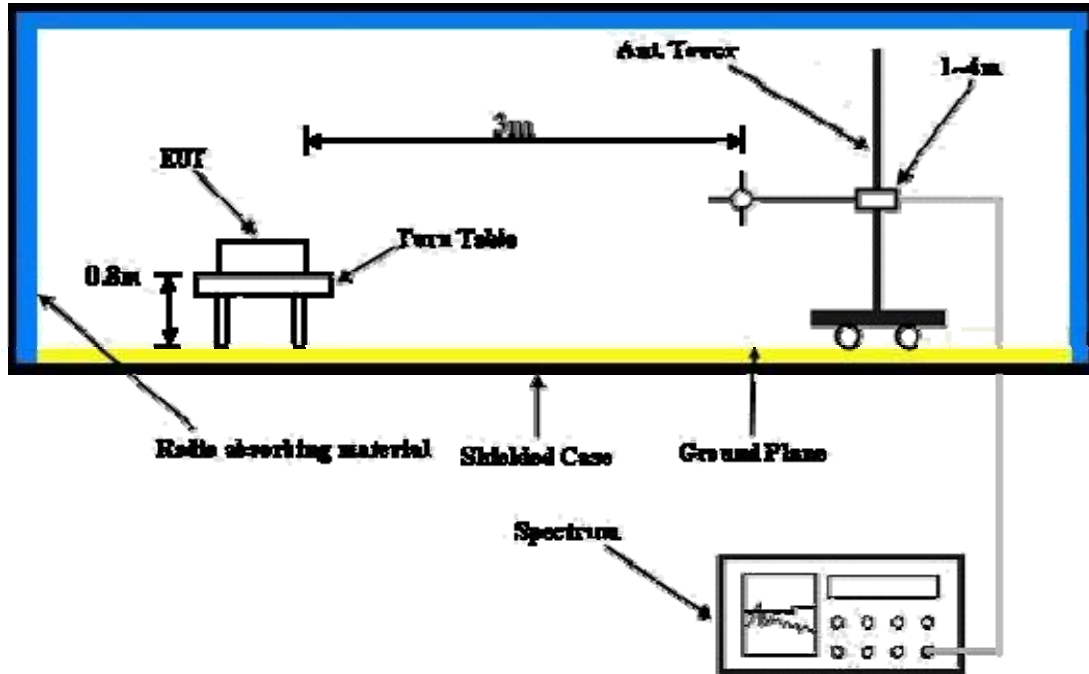 Ant. Tower
1-4m
3m
EUT
Turn Table
0.8m
Radio absorbing material
Shielded Case
Ground Plane
Spectrum